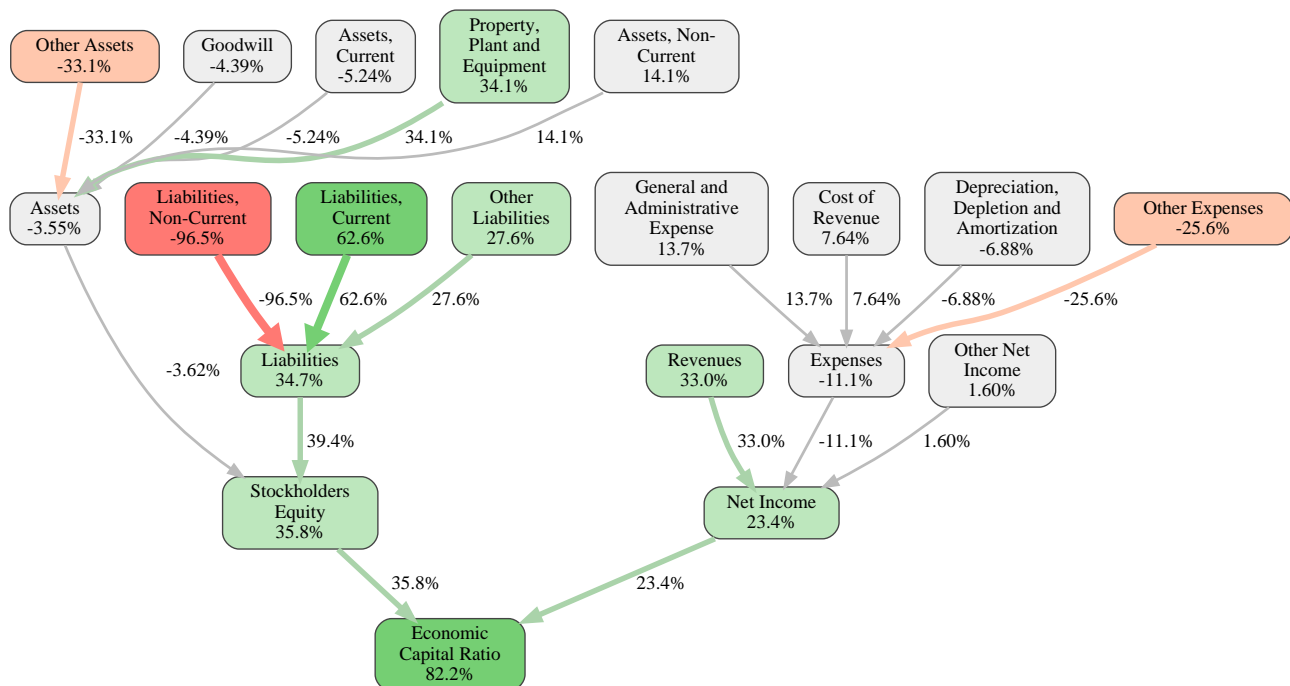 Other Assets
-33.1%
Goodwill
-4.39%
Assets,
Current
-5.24%
Property,
Plant and
Equipment
34.1%
Assets, Non-
Current
14.1%
-33.1%
-4.39%
-5.24%
34.1%
14.1%
Assets
-3.55%
Liabilities,
Non-Current
-96.5%
Liabilities,
Current
62.6%
Other
Liabilities
27.6%
General and
Administrative
Expense
13.7%
Cost of
Revenue
7.64%
Depreciation,
Depletion and
Amortization
-6.88%
Other Expenses
-25.6%
-96.5%
62.6%
27.6%
13.7%
7.64%
-6.88%
-25.6%
-3.62%
Liabilities
34.7%
Revenues
33.0%
Expenses
-11.1%
Other Net
Income
1.60%
39.4%
33.0%
-11.1%
1.60%
Stockholders
Equity
35.8%
Net Income
23.4%
35.8%
23.4%
Economic
Capital Ratio
82.2%